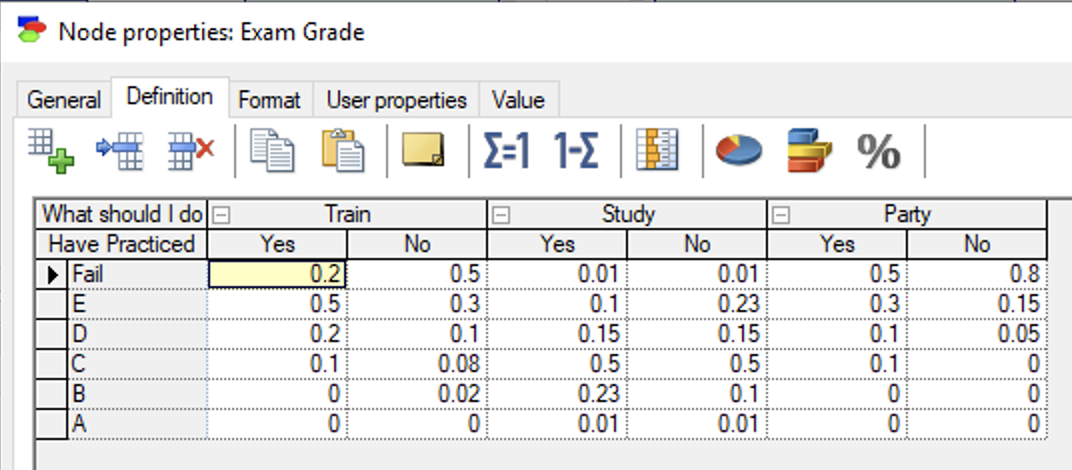 Node properties: Exam Grade
General Definition Format User properties Value
Σ=1 1-Σ %
What should I do Train Study Party
Have Practiced Yes No Yes No Yes No
Fail 0.2 0.5 0.01 0.01 0.5 0.8
E 0.5 0.3 0.1 0.23 0.3 0.15
D 0.2 0.1 0.15 0.15 0.1 0.05
C 0.1 0.08 0.5 0.5 0.1 0
B 0 0.02 0.23 0.1 0 0
A 0 0 0.01 0.01 0 0